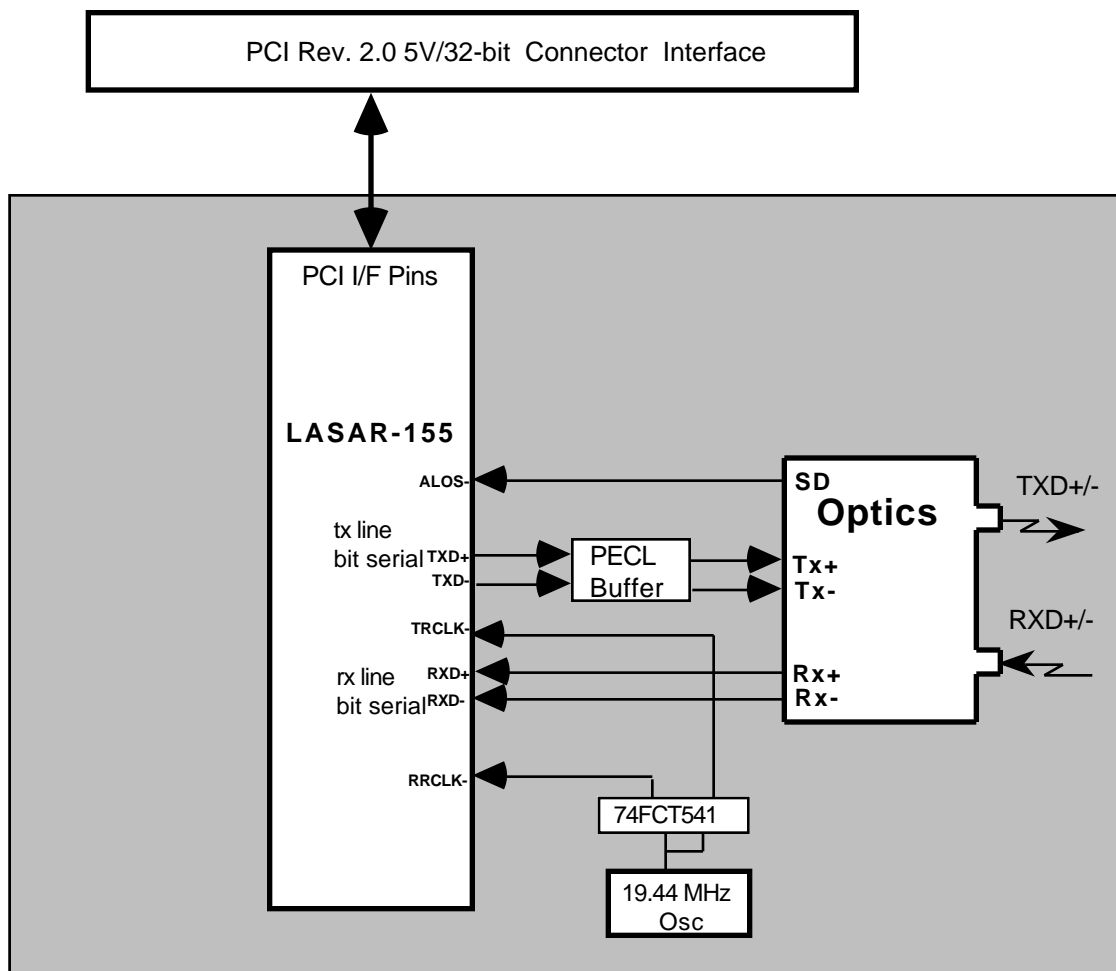 PCI Rev. 2.0 5V/32-bit Connector Interface
PCI I/F Pins
LASAR-155
ALOS-
tx line
bit serial
TXD+
TXD-
TRCLK-
rx line
bit serial
RXD+
RXD-
RRCLK-
PECL
Buffer
SD
Optics
Tx+
Tx-
Rx+
Rx-
TXD+/-
RXD+/-
74FCT541
19.44 MHz
Osc